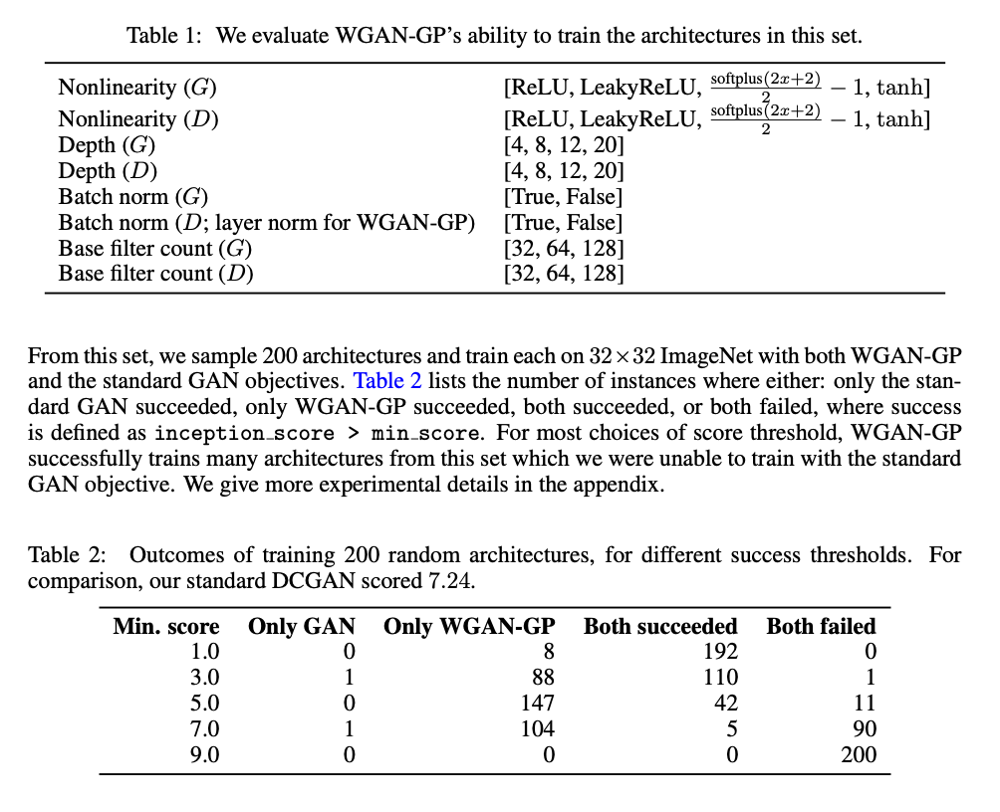 Table 1: We evaluate WGAN-GP's ability to train the architectures in this set.
Nonlinearity (G) [ReLU, LeakyReLU, softplus(2x+2)/2 − 1, tanh]
Nonlinearity (D) [ReLU, LeakyReLU, softplus(2x+2)/2 − 1, tanh]
Depth (G) [4, 8, 12, 20]
Depth (D) [4, 8, 12, 20]
Batch norm (G) [True, False]
Batch norm (D; layer norm for WGAN-GP) [True, False]
Base filter count (G) [32, 64, 128]
Base filter count (D) [32, 64, 128]
From this set, we sample 200 architectures and train each on 32×32 ImageNet with both WGAN-GP
and the standard GAN objectives. Table 2 lists the number of instances where either: only the stan-
dard GAN succeeded, only WGAN-GP succeeded, both succeeded, or both failed, where success
is defined as inception_score > min_score. For most choices of score threshold, WGAN-GP
successfully trains many architectures from this set which we were unable to train with the standard
GAN objective. We give more experimental details in the appendix.
Table 2: Outcomes of training 200 random architectures, for different success thresholds. For
comparison, our standard DCGAN scored 7.24.
Min. score Only GAN Only WGAN-GP Both succeeded Both failed
1.0 0 8 192 0
3.0 1 88 110 1
5.0 0 147 42 11
7.0 1 104 5 90
9.0 0 0 0 200